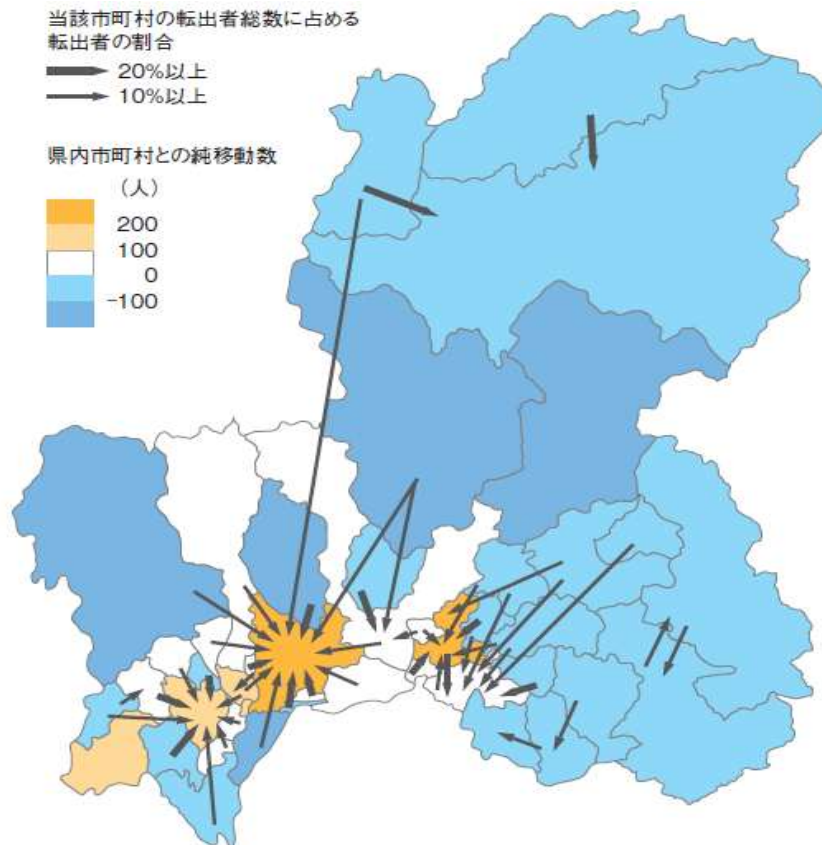 当該市町村の転出者総数に占める
転出者の割合
20%以上
10%以上
県内市町村との純移動数
（人）
200
100
0
-100